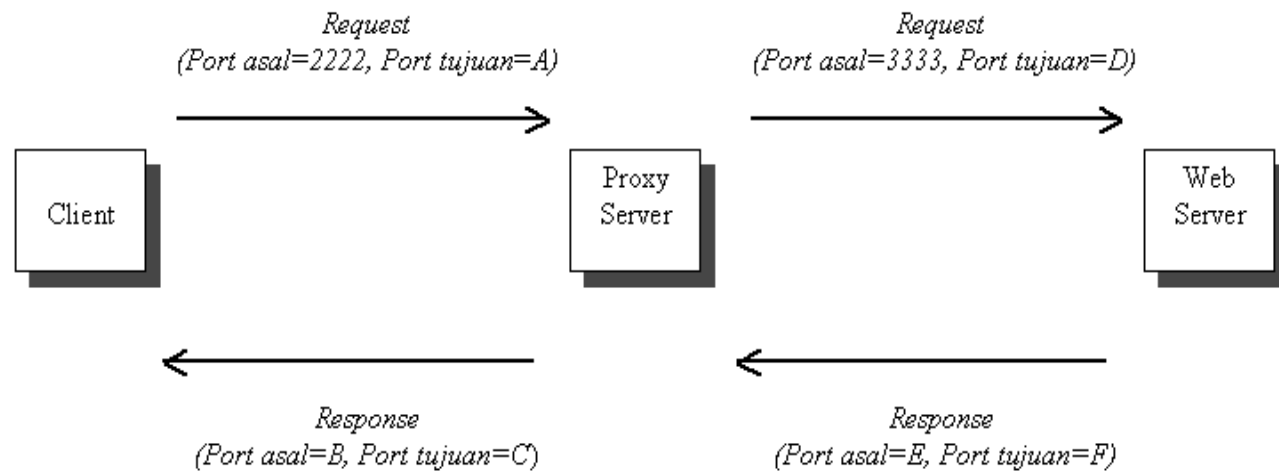 Request
(Port asal=2222, Port tujuan=A)
Request
(Port asal=3333, Port tujuan=D)
Client
Proxy
Server
Web
Server
Response
(Port asal=B, Port tujuan=C)
Response
(Port asal=E, Port tujuan=F)